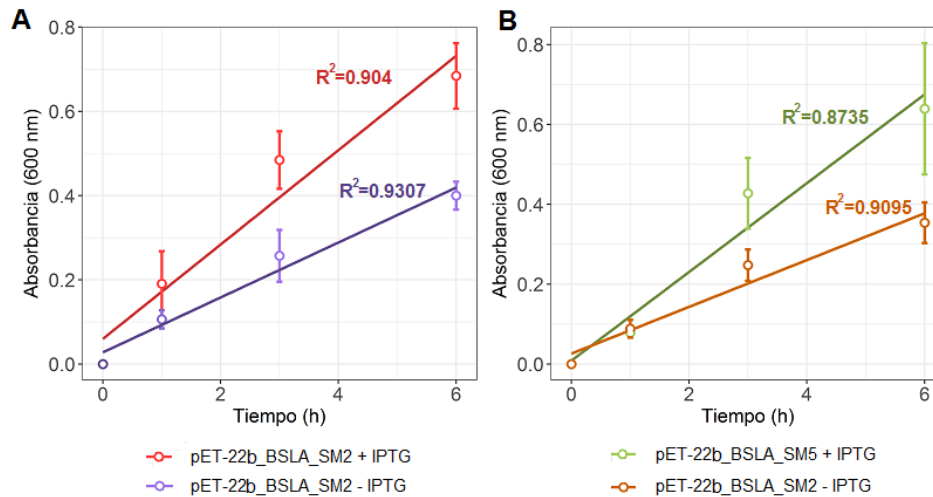 A
Absorbancia (600 nm)
0.8
0.6
0.4
0.2
0.0
R²=0.904
R²=0.9307
0 2 4 6
Tiempo (h)
pET-22b_BSLA_SM2 + IPTG
pET-22b_BSLA_SM2 - IPTG
B
Absorbancia (600 nm)
0.8
0.6
0.4
0.2
0.0
R²=0.8735
R²=0.9095
0 2 4 6
Tiempo (h)
pET-22b_BSLA_SM5 + IPTG
pET-22b_BSLA_SM2 - IPTG